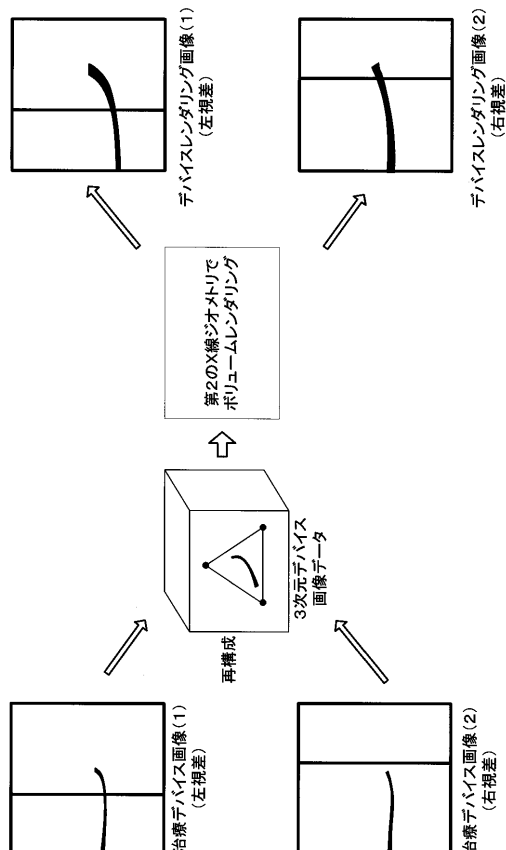 治療デバイス画像(1)
(左視差)
治療デバイス画像(2)
(右視差)
再構成
3次元デバイス
画像データ
第2のX線ジオメトリで
ボリュームレンダリング
デバイスレンダリング画像(1)
(左視差)
デバイスレンダリング画像(2)
(右視差)